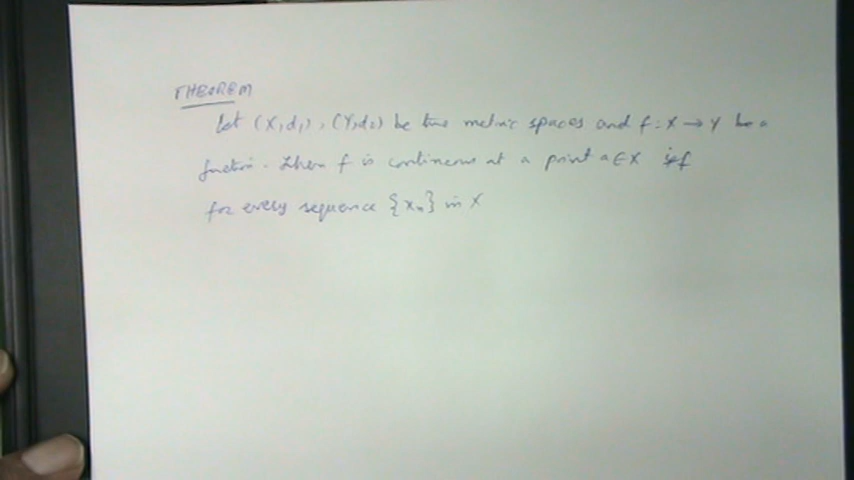 THEOREM
Let (X,d₁), (Y,d₂) be two metric spaces and f: X → Y be a
function. Then f is continuous at a point a ∈ X iff
for every sequence {xₙ} in X